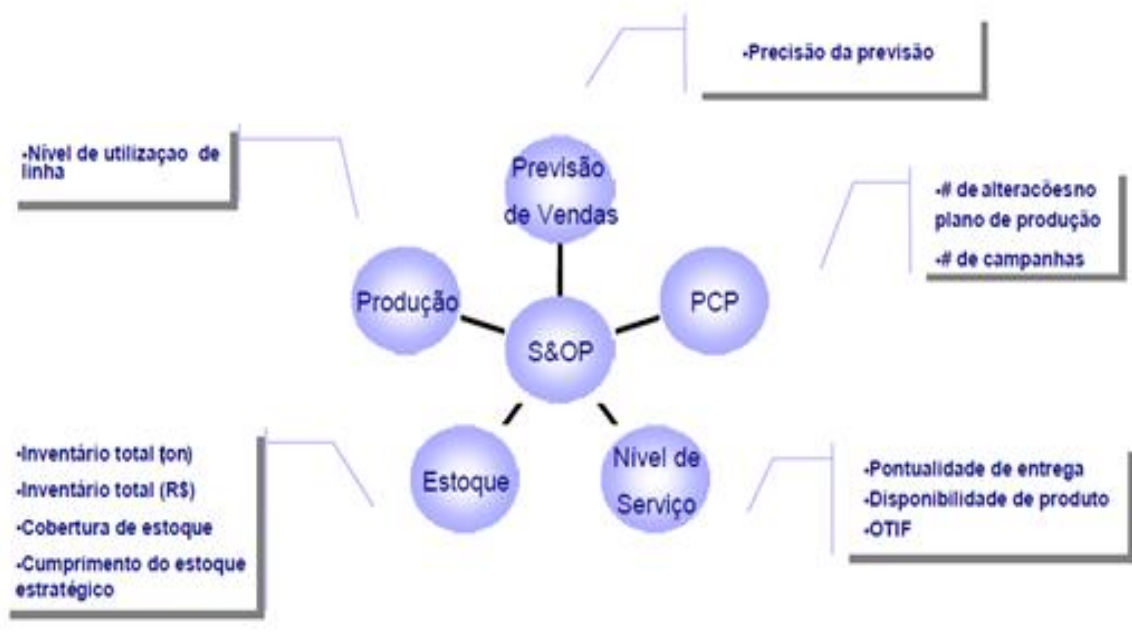 -Precisão da previsão
-Nível de utilizaçao de
linha
Previsão
de Vendas
-# de alteracõesno
plano de produção
-# de campanhas
Produção
PCP
S&OP
-Inventário total (ton)
-Inventário total (R$)
-Cobertura de estoque
-Cumprimento do estoque
estratégico
Estoque
Nível de
Serviço
-Pontualidade de entrega
-Disponibilidade de produto
-OTIF